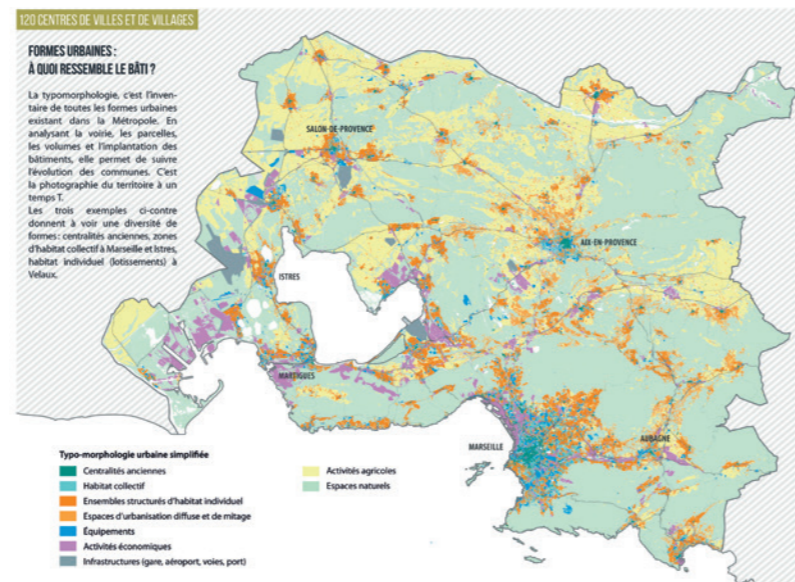 120 CENTRES DE VILLES ET DE VILLAGES
FORMES URBAINES :
À QUOI RESSEMBLE LE BÂTI ?
La typomorphologie, c'est l'inven-
taire de toutes les formes urbaines
existant dans la Métropole. En
analysant la voirie, les parcelles,
les volumes et l'implantation des
bâtiments, elle permet de suivre
l'évolution des communes. C'est
la photographie du territoire à un
temps T.
Les trois exemples ci-contre
donnent à voir une diversité de
formes : centralités anciennes, zones
d'habitat collectif à Marseille et Istres,
habitat individuel (lotissements) à
Velaux.
SALON-DE-PROVENCE
AIX-EN-PROVENCE
ISTRES
MARTIGUES
MARSEILLE
AUBAGNE
Typo-morphologie urbaine simplifiée
Centralités anciennes
Habitat collectif
Ensembles structurés d'habitat individuel
Espaces d'urbanisation diffuse et de mitage
Équipements
Activités économiques
Infrastructures (gare, aéroport, voies, port)
Activités agricoles
Espaces naturels